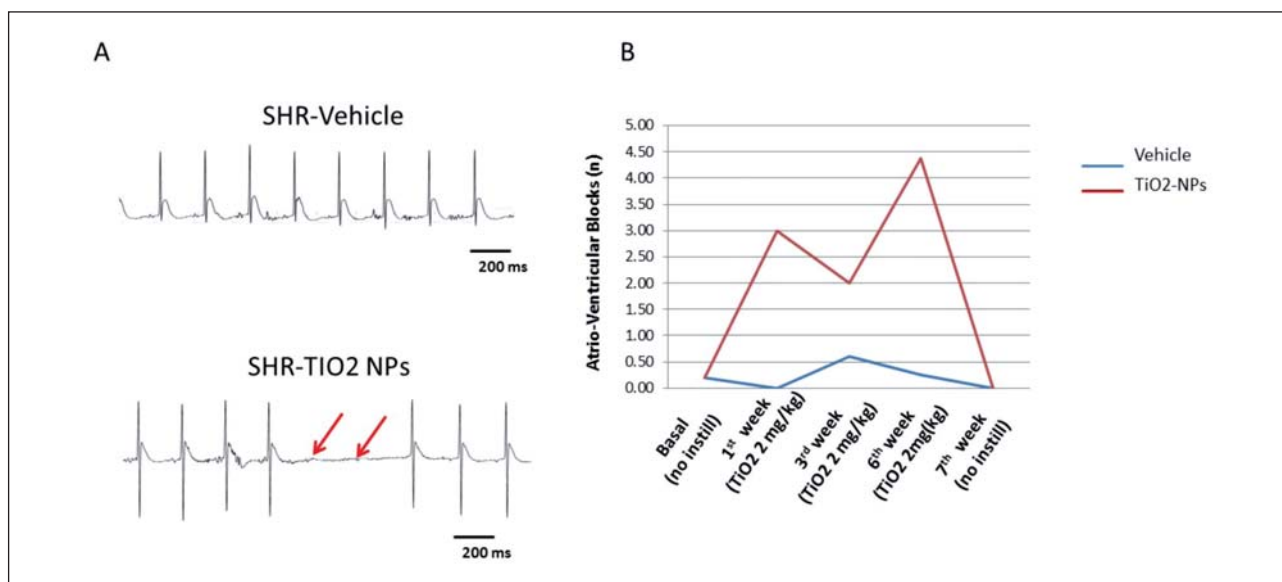 A
SHR-Vehicle
200 ms
SHR-TIO2 NPs
200 ms
B
Atrio-Ventricular Blocks (n)
5.00
4.50
4.00
3.50
3.00
2.50
2.00
1.50
1.00
0.50
0.00
Basal
(no instill)
1st week
(TiO2 2 mg/kg)
3rd week
(TiO2 2 mg/kg)
6th week
(TiO2 2mg(kg)
7th week
(no instill)
Vehicle
TiO2-NPs